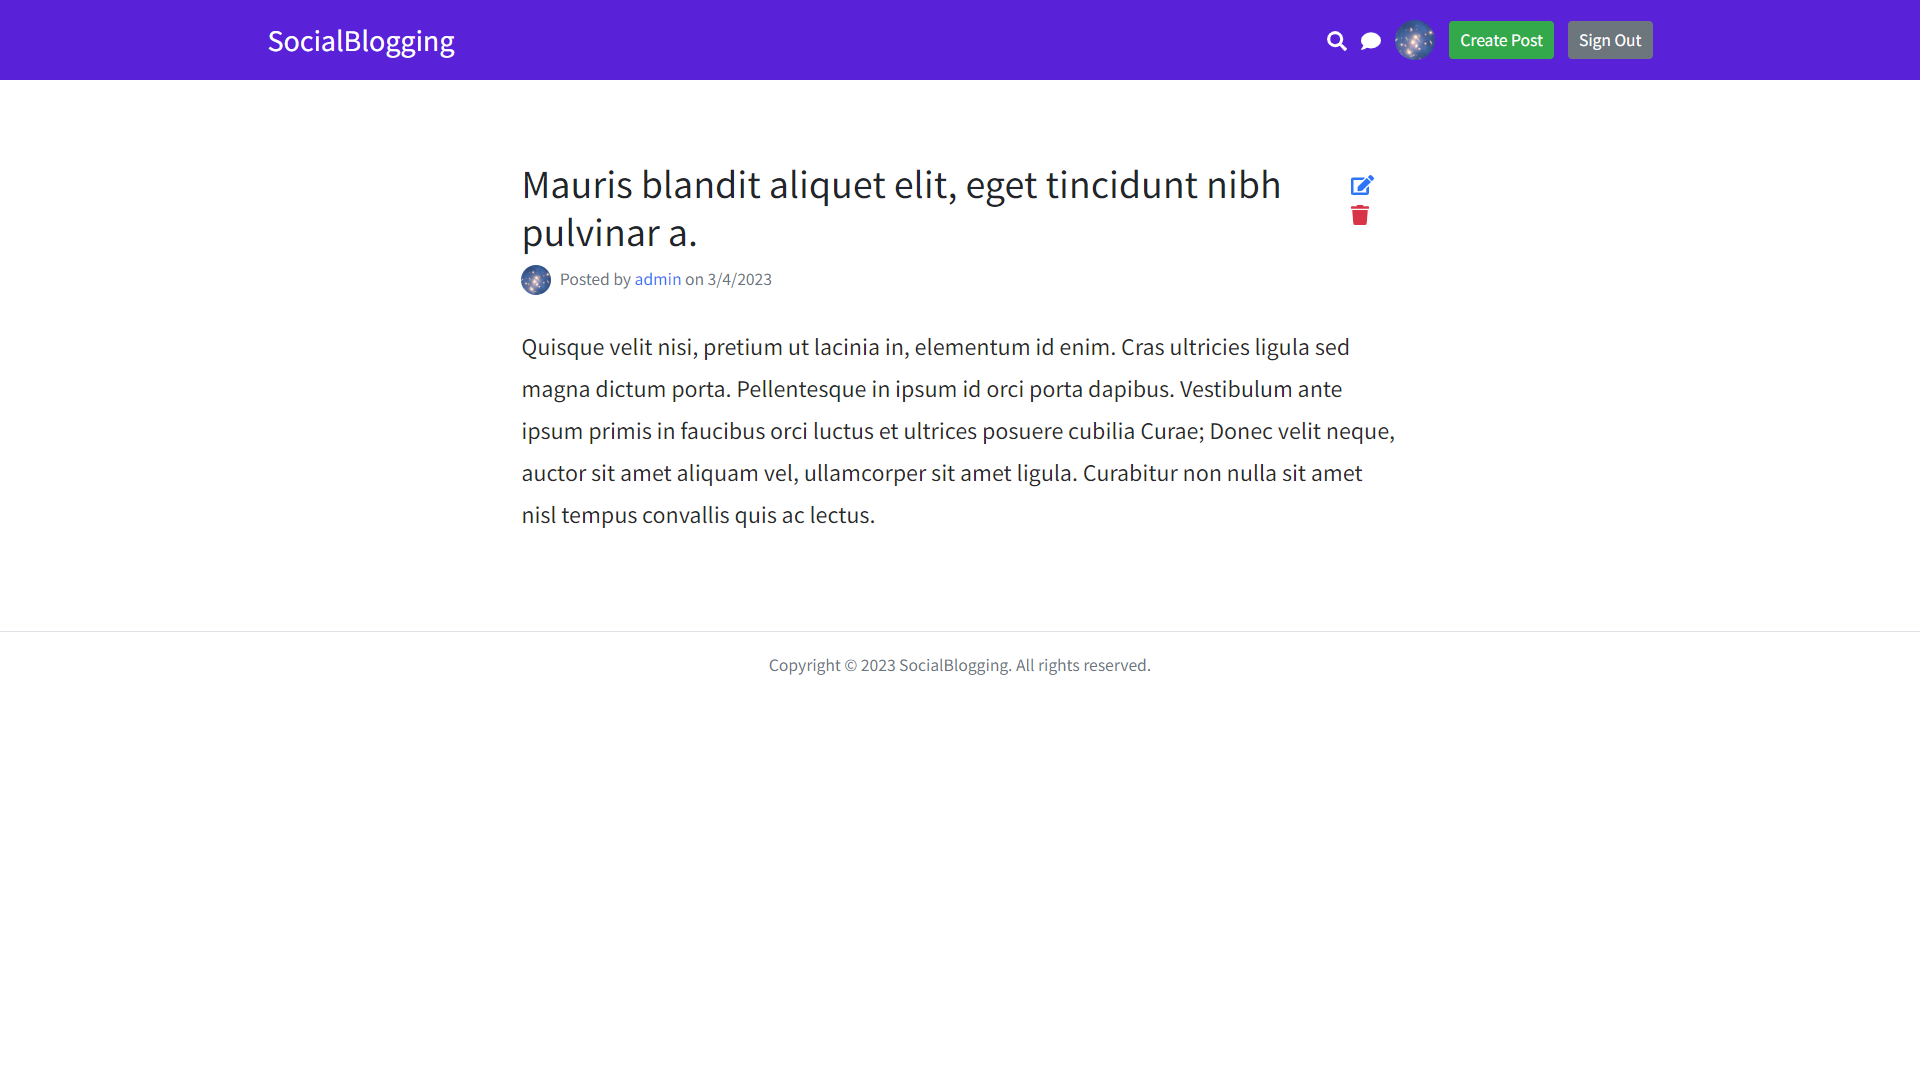 SocialBlogging
Create Post
Sign Out
Mauris blandit aliquet elit, eget tincidunt nibh
pulvinar a.
Posted by admin on 3/4/2023
Quisque velit nisi, pretium ut lacinia in, elementum id enim. Cras ultricies ligula sed
magna dictum porta. Pellentesque in ipsum id orci porta dapibus. Vestibulum ante
ipsum primis in faucibus orci luctus et ultrices posuere cubilia Curae; Donec velit neque,
auctor sit amet aliquam vel, ullamcorper sit amet ligula. Curabitur non nulla sit amet
nisl tempus convallis quis ac lectus.
Copyright © 2023 SocialBlogging. All rights reserved.